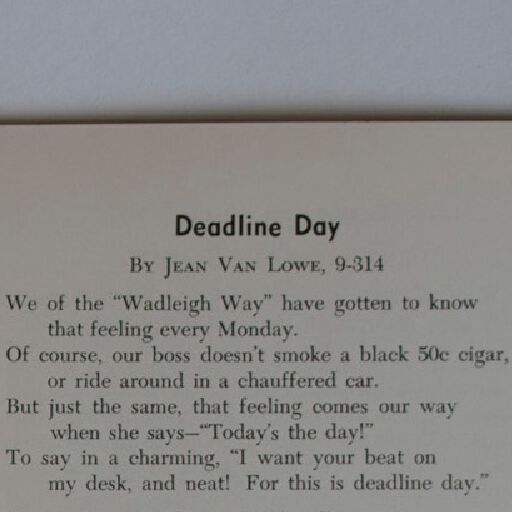 Deadline Day
By Jean Van Lowe, 9-314
We of the “Wadleigh Way” have gotten to know
that feeling every Monday.
Of course, our boss doesn't smoke a black 50c cigar,
or ride around in a chauffered car.
But just the same, that feeling comes our way
when she says—“Today's the day!”
To say in a charming, “I want your beat on
my desk, and neat! For this is deadline day.”